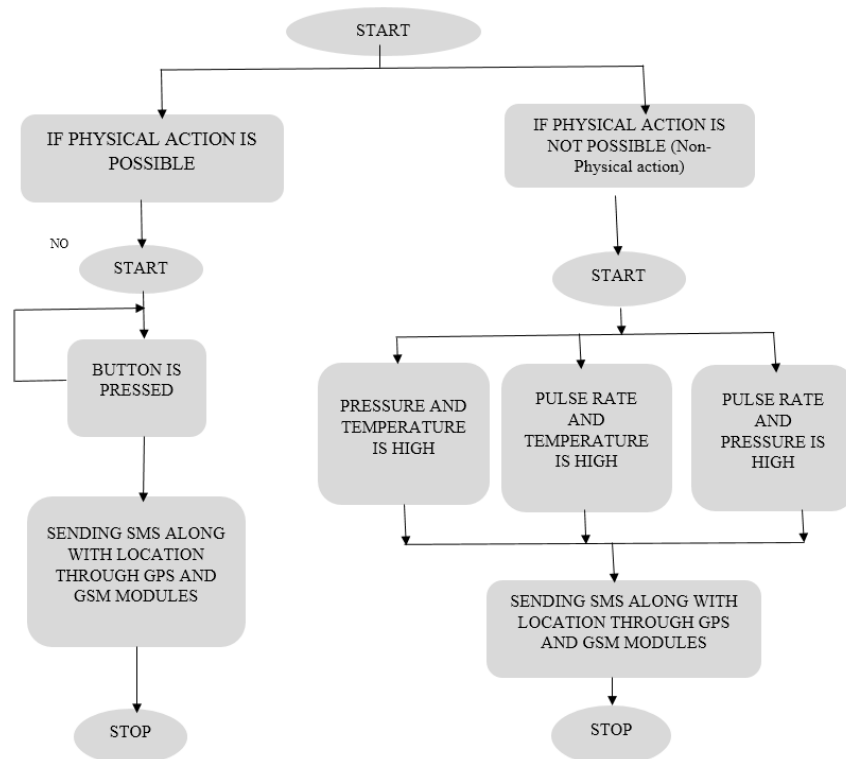 START
IF PHYSICAL ACTION IS
POSSIBLE
NO
START
BUTTON IS
PRESSED
SENDING SMS ALONG
WITH LOCATION
THROUGH GPS AND
GSM MODULES
STOP
IF PHYSICAL ACTION IS
NOT POSSIBLE (Non-
Physical action)
START
PRESSURE AND
TEMPERATURE
IS HIGH
PULSE RATE
AND
TEMPERATURE
IS HIGH
PULSE RATE
AND
PRESSURE IS
HIGH
SENDING SMS ALONG WITH
LOCATION THROUGH GPS
AND GSM MODULES
STOP